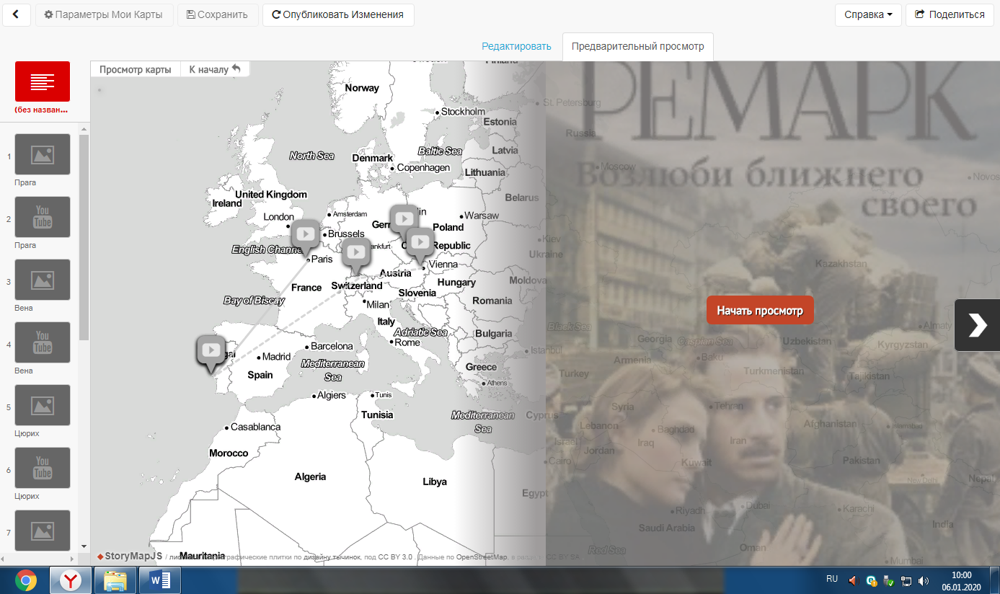 Параметры Мои Карты
Сохранить
Опубликовать Изменения
Справка
Поделиться
Редактировать
Предварительный просмотр
(без назван...
1
Прага
2
You Tube
Прага
3
Вена
4
You Tube
Вена
5
Цюрих
6
You Tube
Цюрих
7
Просмотр карты
К началу
Norway
Finland
Stockholm
St. Petersburg
Estonia
Russia
North Sea
Denmark
Baltic Sea
Latvia
Copenhagen
Lithuania
Moscow
United Kingdom
Ireland
Belarus
London
Amsterdam
Warsaw
Poland
Brussels
English Channel
Republic
Kiev
Ukraine
Paris
Vienna
Kazakhstan
Austria
France
Switzerland
Hungary
Moldova
Slovenia
Bay of Biscay
Romania
Milan
Italy
Adriatic Sea
Bulgaria
Black Sea
Georgia
Caspian Sea
Uzbekistan
Almaty
Kyrgyzstan
Rome
Barcelona
Madrid
Istanbul
Armenia
Baku
Mediterranean
Sea
Spain
Greece
Turkey
Turkmenistan
Tajikistan
Athens
Algiers
Tunis
Tunisia
Mediterranean
Sea
Cyprus
Syria
Tehran
Casablanca
Lebanon
Baghdad
Afghanistan
Islamabad
Israel
Jordan
Iraq
Iran
Morocco
Cairo
Kuwait
Pakistan
Algeria
Libya
New Delhi
Nepal
Egypt
Riyadh
Dubai
Karachi
Saudi Arabia
India
Red Sea
Oman
Mauritania
Mumbai
РЕМАРК
Возлюби ближнего
своего
Начать просмотр
StoryMapJS / графические плитки по дизайну тычинок, под CC BY 3.0 . Данные по OpenStreetMap, CC BY SA .
RU
10:00
06.01.2020